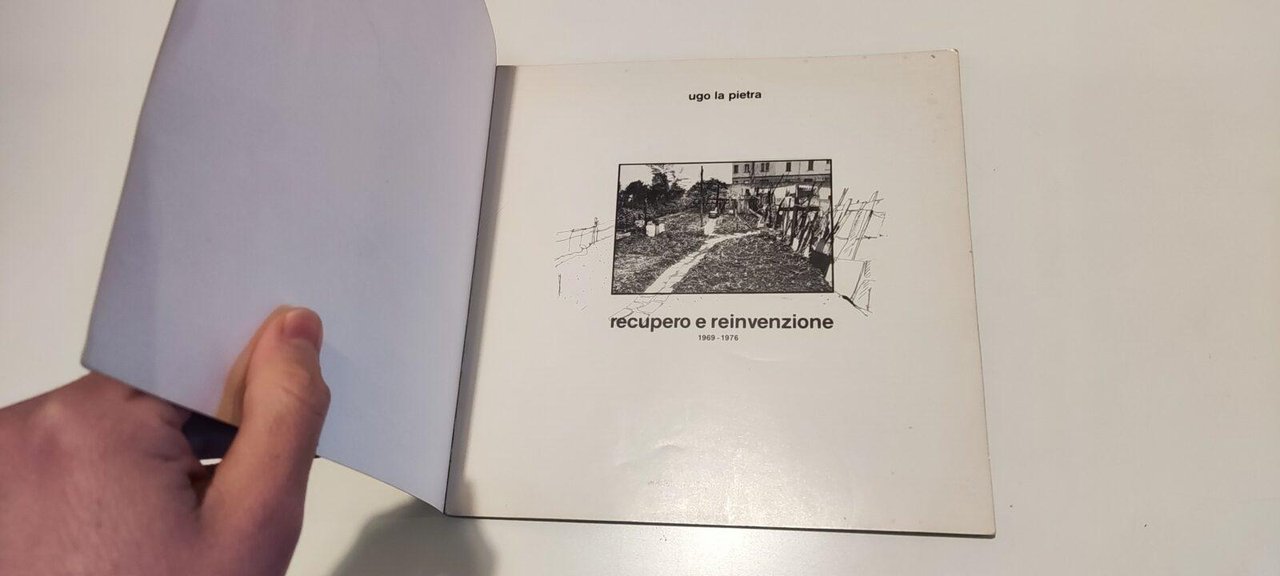 ugo la pietra
recupero e reinvenzione
1969-1976